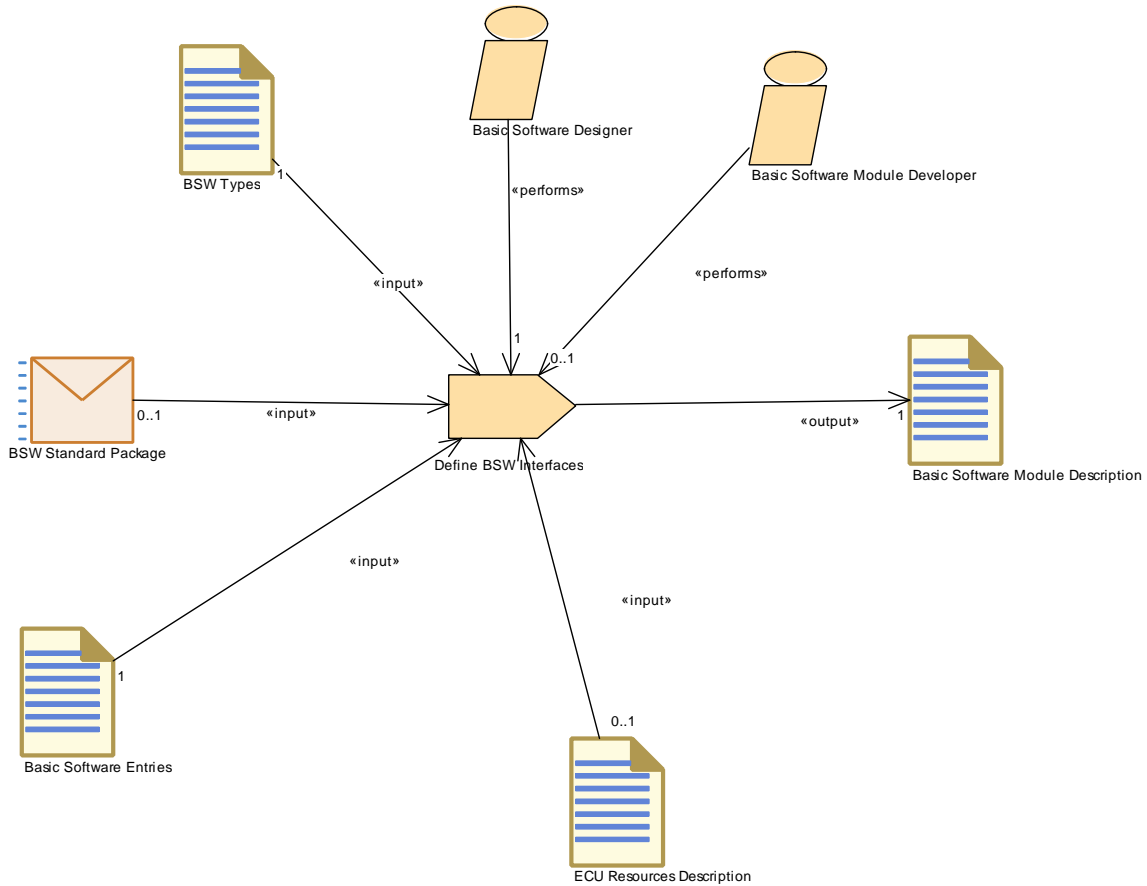 Basic Software Designer
Basic Software Module Developer
1
BSW Types
«performs»
«performs»
«input»
1
0..1
0..1
«input»
1
«output»
BSW Standard Package
Define BSW Interfaces
Basic Software Module Description
«input»
«input»
1
0..1
Basic Software Entries
ECU Resources Description